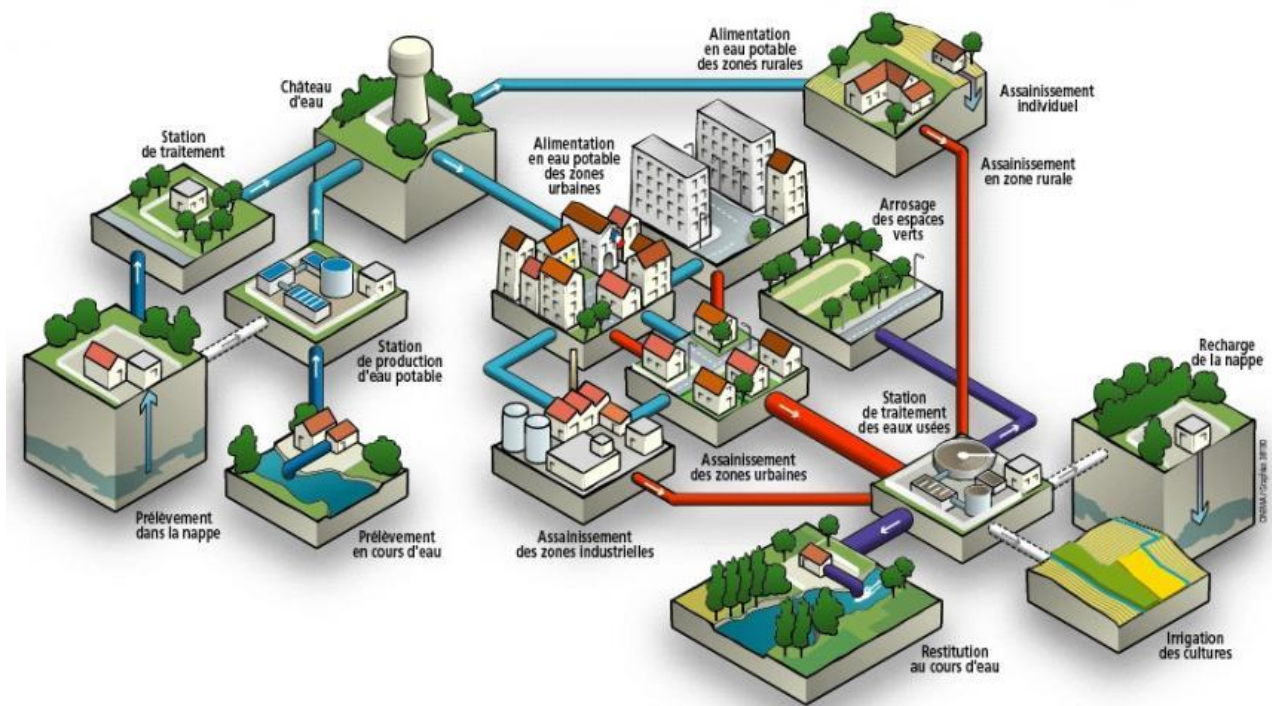 Alimentation
en eau potable
des zones rurales
Château
d'eau
Assainissement
individuel
Station
de traitement
Alimentation
en eau potable
des zones
urbaines
Assainissement
en zone rurale
Arrosage
des espaces
verts
Station
de production
d'eau potable
Recharge
de la nappe
Station
de traitement
des eaux usées
Assainissement
des zones urbaines
Prélèvement
dans la nappe
Prélèvement
en cours d'eau
Assainissement
des zones industrielles
Restitution
au cours d'eau
Irrigation
des cultures